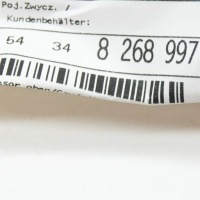 Poj.Zwycz. /
Kundenbehälter:
54 34 8 268 997